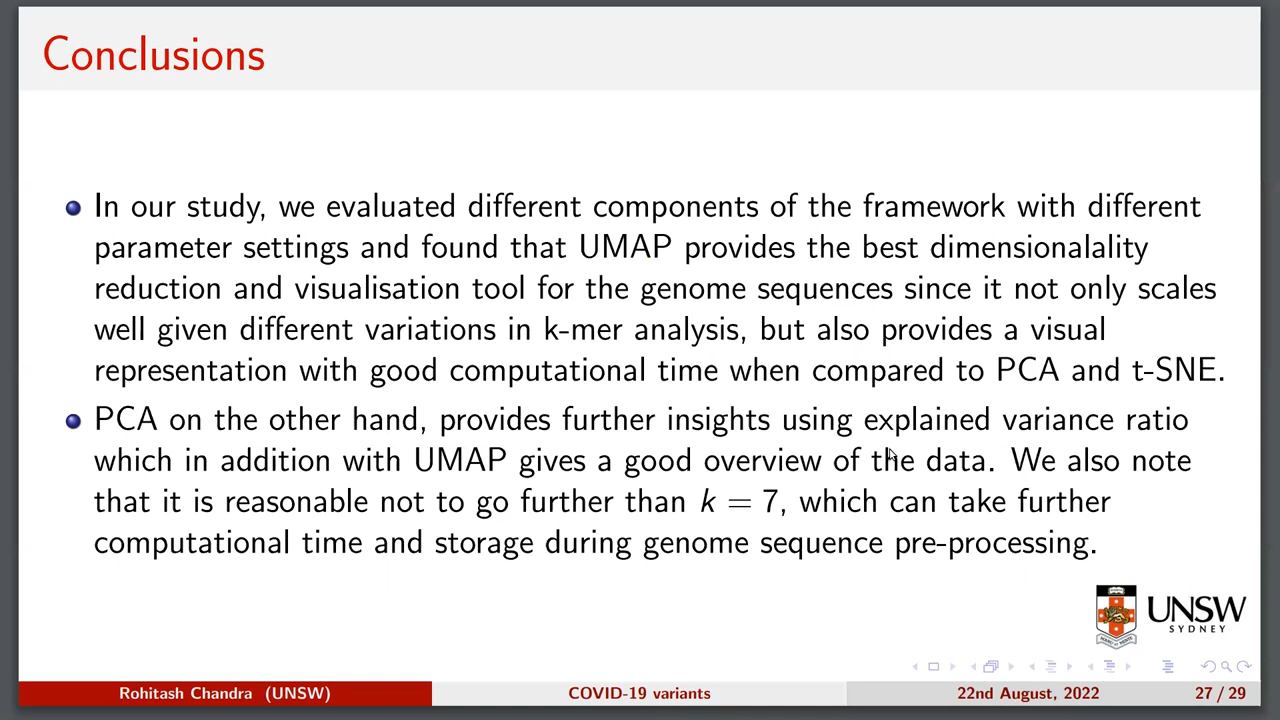 Conclusions
In our study, we evaluated different components of the framework with different
parameter settings and found that UMAP provides the best dimensionalality
reduction and visualisation tool for the genome sequences since it not only scales
well given different variations in k-mer analysis, but also provides a visual
representation with good computational time when compared to PCA and t-SNE.
PCA on the other hand, provides further insights using explained variance ratio
which in addition with UMAP gives a good overview of the data. We also note
that it is reasonable not to go further than k = 7, which can take further
computational time and storage during genome sequence pre-processing.
UNSW
SYDNEY
Rohitash Chandra (UNSW) COVID-19 variants 22nd August, 2022 27 / 29